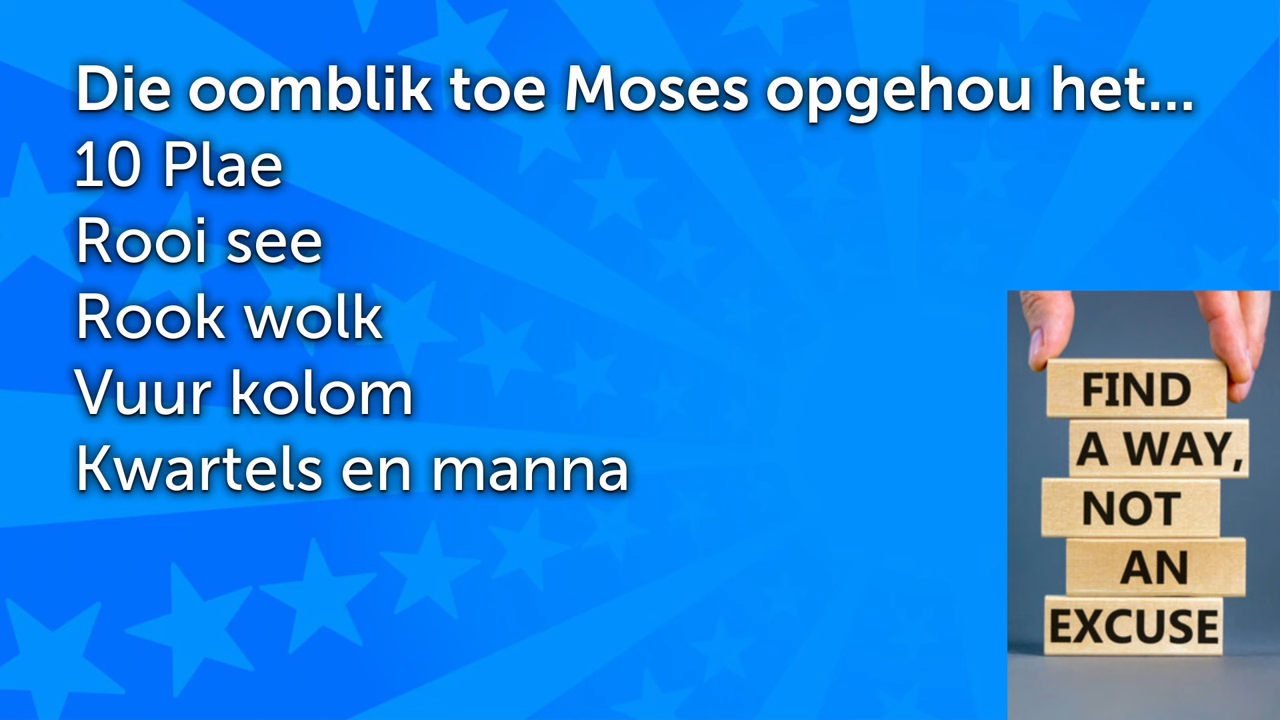 Die oomblik toe Moses opgehou het...
10 Plae
Rooi see
Rook wolk
Vuur kolom
Kwartels en manna
FIND
A WAY,
NOT
AN
EXCUSE